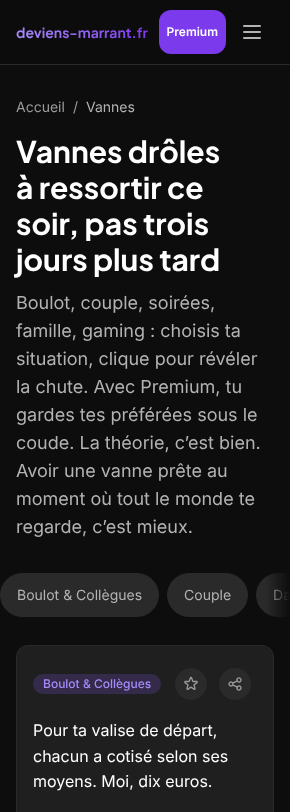 deviens-marrant.fr Premium
Accueil / Vannes
Vannes drôles
à ressortir ce
soir, pas trois
jours plus tard
Boulot, couple, soirées,
famille, gaming : choisis ta
situation, clique pour révéler
la chute. Avec Premium, tu
gardes tes préférées sous le
coude. La théorie, c’est bien.
Avoir une vanne prête au
moment où tout le monde te
regarde, c’est mieux.
Boulot & Collègues Couple
Boulot & Collègues
Pour ta valise de départ,
chacun a cotisé selon ses
moyens. Moi, dix euros.